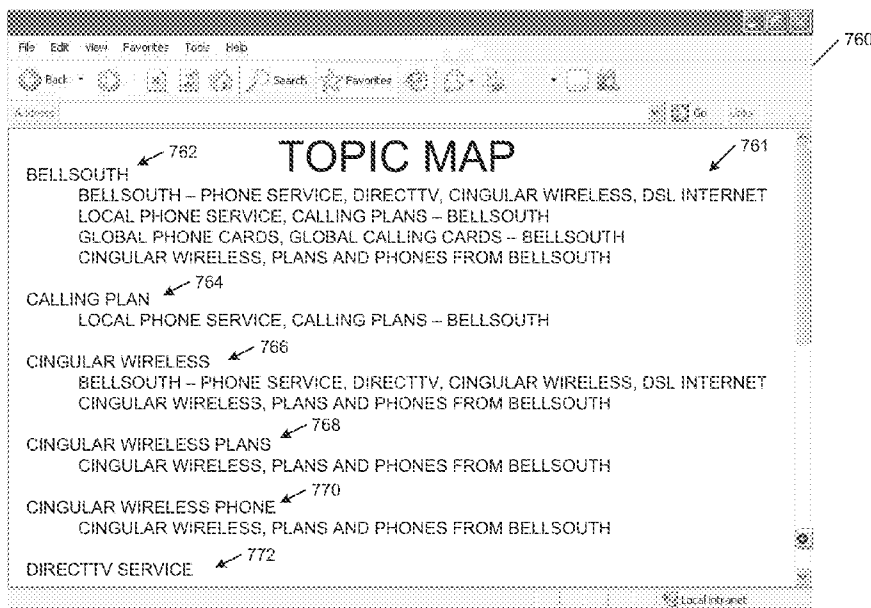 File Edit View Favorites Tools Help
760
Back Search Favorites
Address Go Links
TOPIC MAP
762
761
BELLSOUTH
BELLSOUTH – PHONE SERVICE, DIRECTTV, CINGULAR WIRELESS, DSL INTERNET
LOCAL PHONE SERVICE, CALLING PLANS – BELLSOUTH
GLOBAL PHONE CARDS, GLOBAL CALLING CARDS – BELLSOUTH
CINGULAR WIRELESS, PLANS AND PHONES FROM BELLSOUTH
764
CALLING PLAN
LOCAL PHONE SERVICE, CALLING PLANS – BELLSOUTH
766
CINGULAR WIRELESS
BELLSOUTH – PHONE SERVICE, DIRECTTV, CINGULAR WIRELESS, DSL INTERNET
CINGULAR WIRELESS, PLANS AND PHONES FROM BELLSOUTH
768
CINGULAR WIRELESS PLANS
CINGULAR WIRELESS, PLANS AND PHONES FROM BELLSOUTH
770
CINGULAR WIRELESS PHONE
CINGULAR WIRELESS, PLANS AND PHONES FROM BELLSOUTH
772
DIRECTTV SERVICE
Local intranet